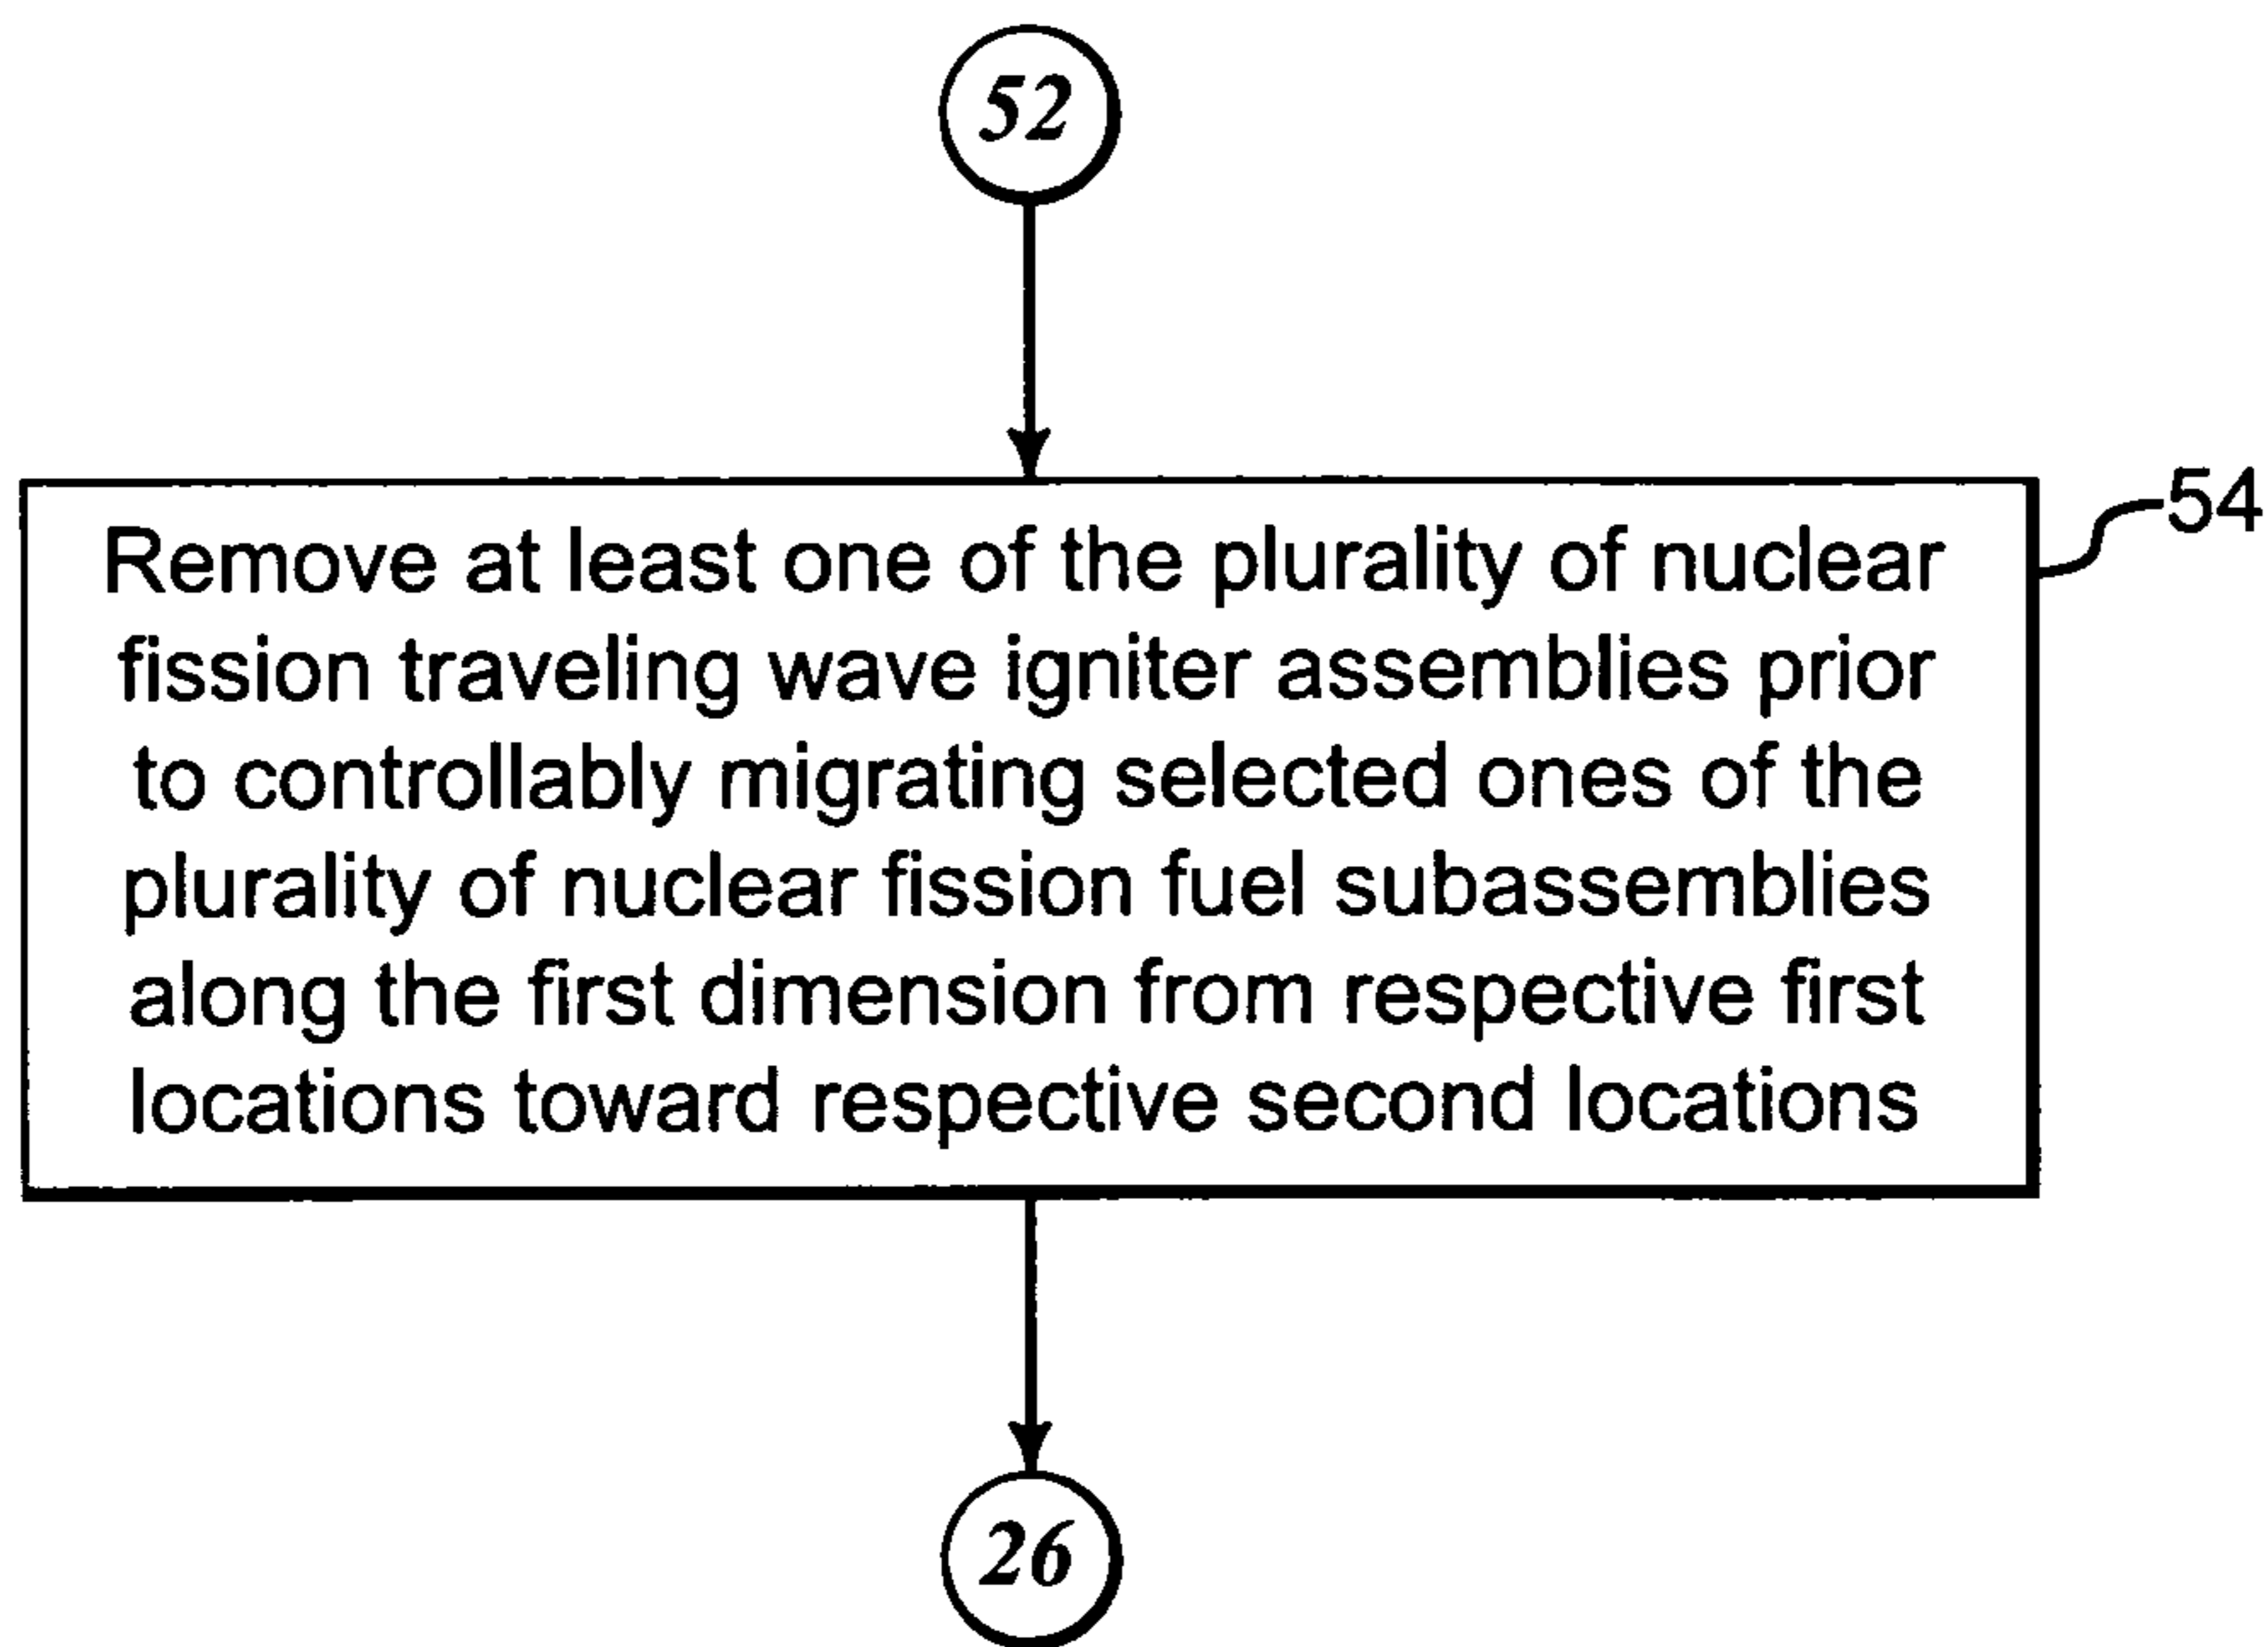 52
54
Remove at least one of the plurality of nuclear
fission traveling wave igniter assemblies prior
to controllably migrating selected ones of the
plurality of nuclear fission fuel subassemblies
along the first dimension from respective first
locations toward respective second locations
26